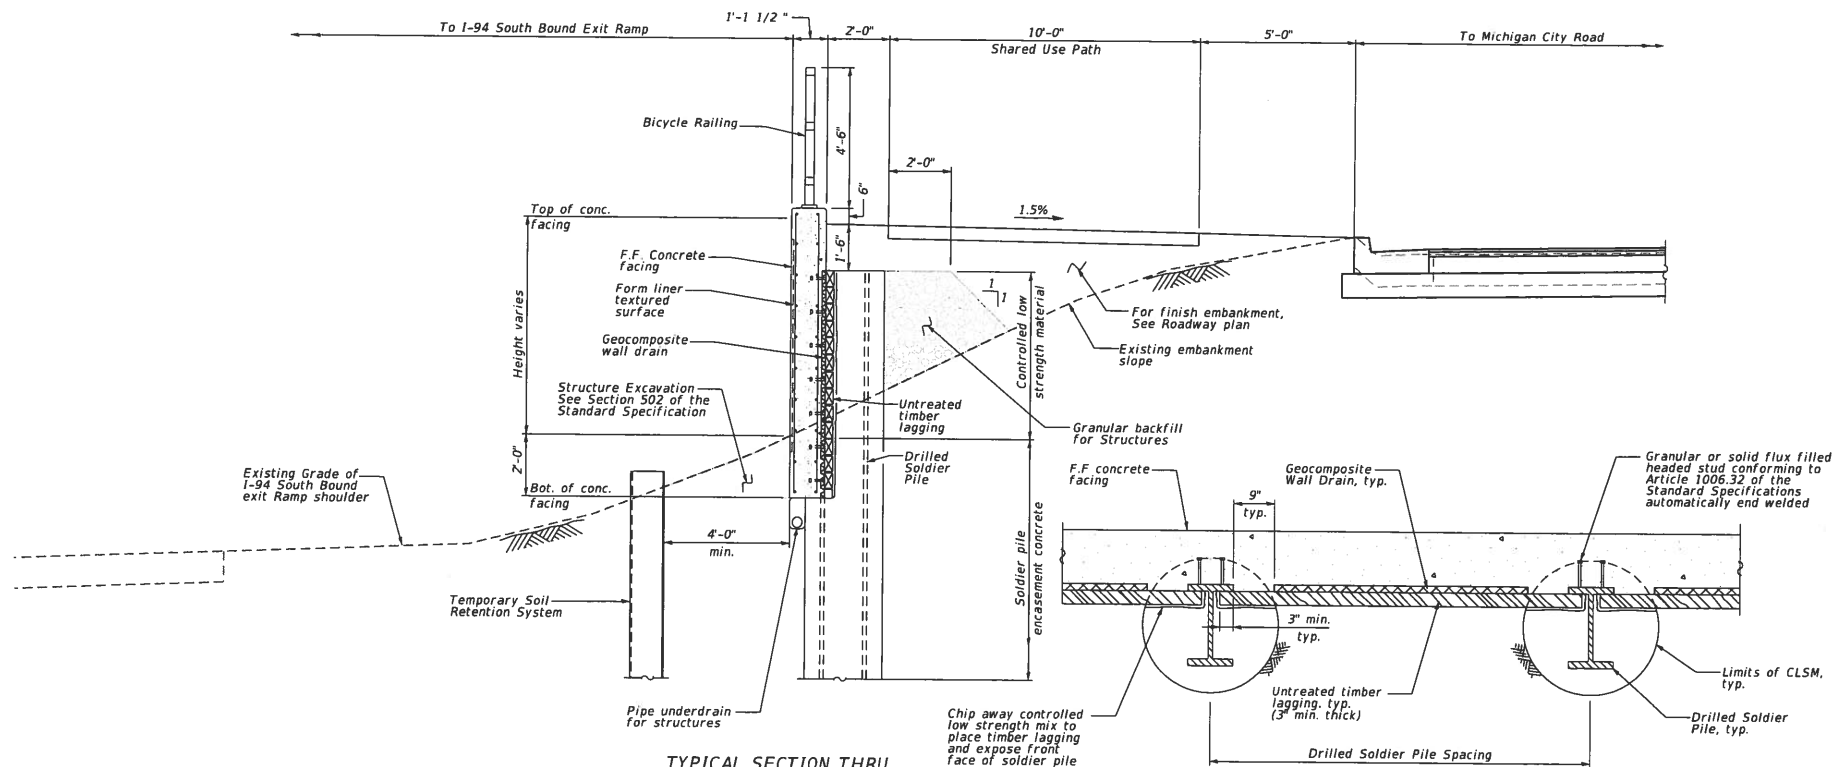 To I-94 South Bound Exit Ramp
1'-1 1/2 "
2'-0"
10'-0"
Shared Use Path
5'-0"
To Michigan City Road
Bicycle Railing
4'-6"
6"
2'-0"
1.5%
1'-6"
Top of conc.
facing
F.F. Concrete
facing
Form liner
textured
surface
Geocomposite
wall drain
Height varies
Structure Excavation
See Section 502 of the
Standard Specification
2'-0"
Bot. of conc.
facing
Existing Grade of
I-94 South Bound
exit Ramp shoulder
4'-0"
min.
Temporary Soil
Retention System
Pipe underdrain
for structures
Untreated
timber
lagging
Drilled
Soldier
Pile
1
1
Controlled low
strength material
Soldier pile
encasement concrete
For finish embankment,
See Roadway plan
Existing embankment
slope
Granular backfill
for Structures
F.F concrete
facing
Geocomposite
Wall Drain, typ.
9"
typ.
Granular or solid flux filled
headed stud conforming to
Article 1006.32 of the
Standard Specifications
automatically end welded
3" min.
typ.
Untreated timber
lagging. typ.
(3" min. thick)
Limits of CLSM,
typ.
Drilled Soldier
Pile, typ.
Chip away controlled
low strength mix to
place timber lagging
and expose front
face of soldier pile
Drilled Soldier Pile Spacing
TYPICAL SECTION THRU